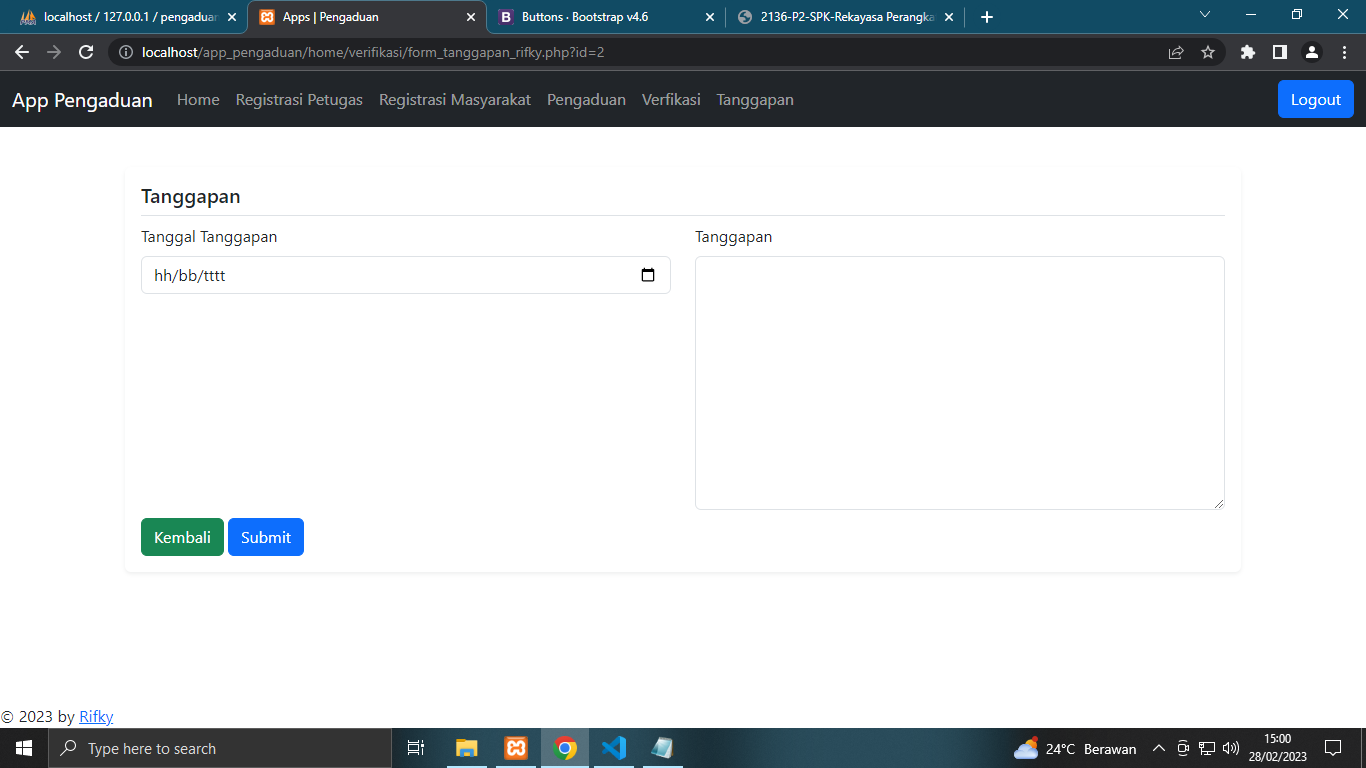 localhost / 127.0.0.1 / pengaduan
Apps | Pengaduan
Buttons · Bootstrap v4.6
2136-P2-SPK-Rekayasa Perangka
localhost/app_pengaduan/home/verifikasi/form_tanggapan_rifky.php?id=2
App Pengaduan Home Registrasi Petugas Registrasi Masyarakat Pengaduan Verfikasi Tanggapan Logout
Tanggapan
Tanggal Tanggapan
Tanggapan
hh/bb/tttt
Kembali Submit
© 2023 by Rifky
Type here to search
24°C Berawan
15:00
28/02/2023